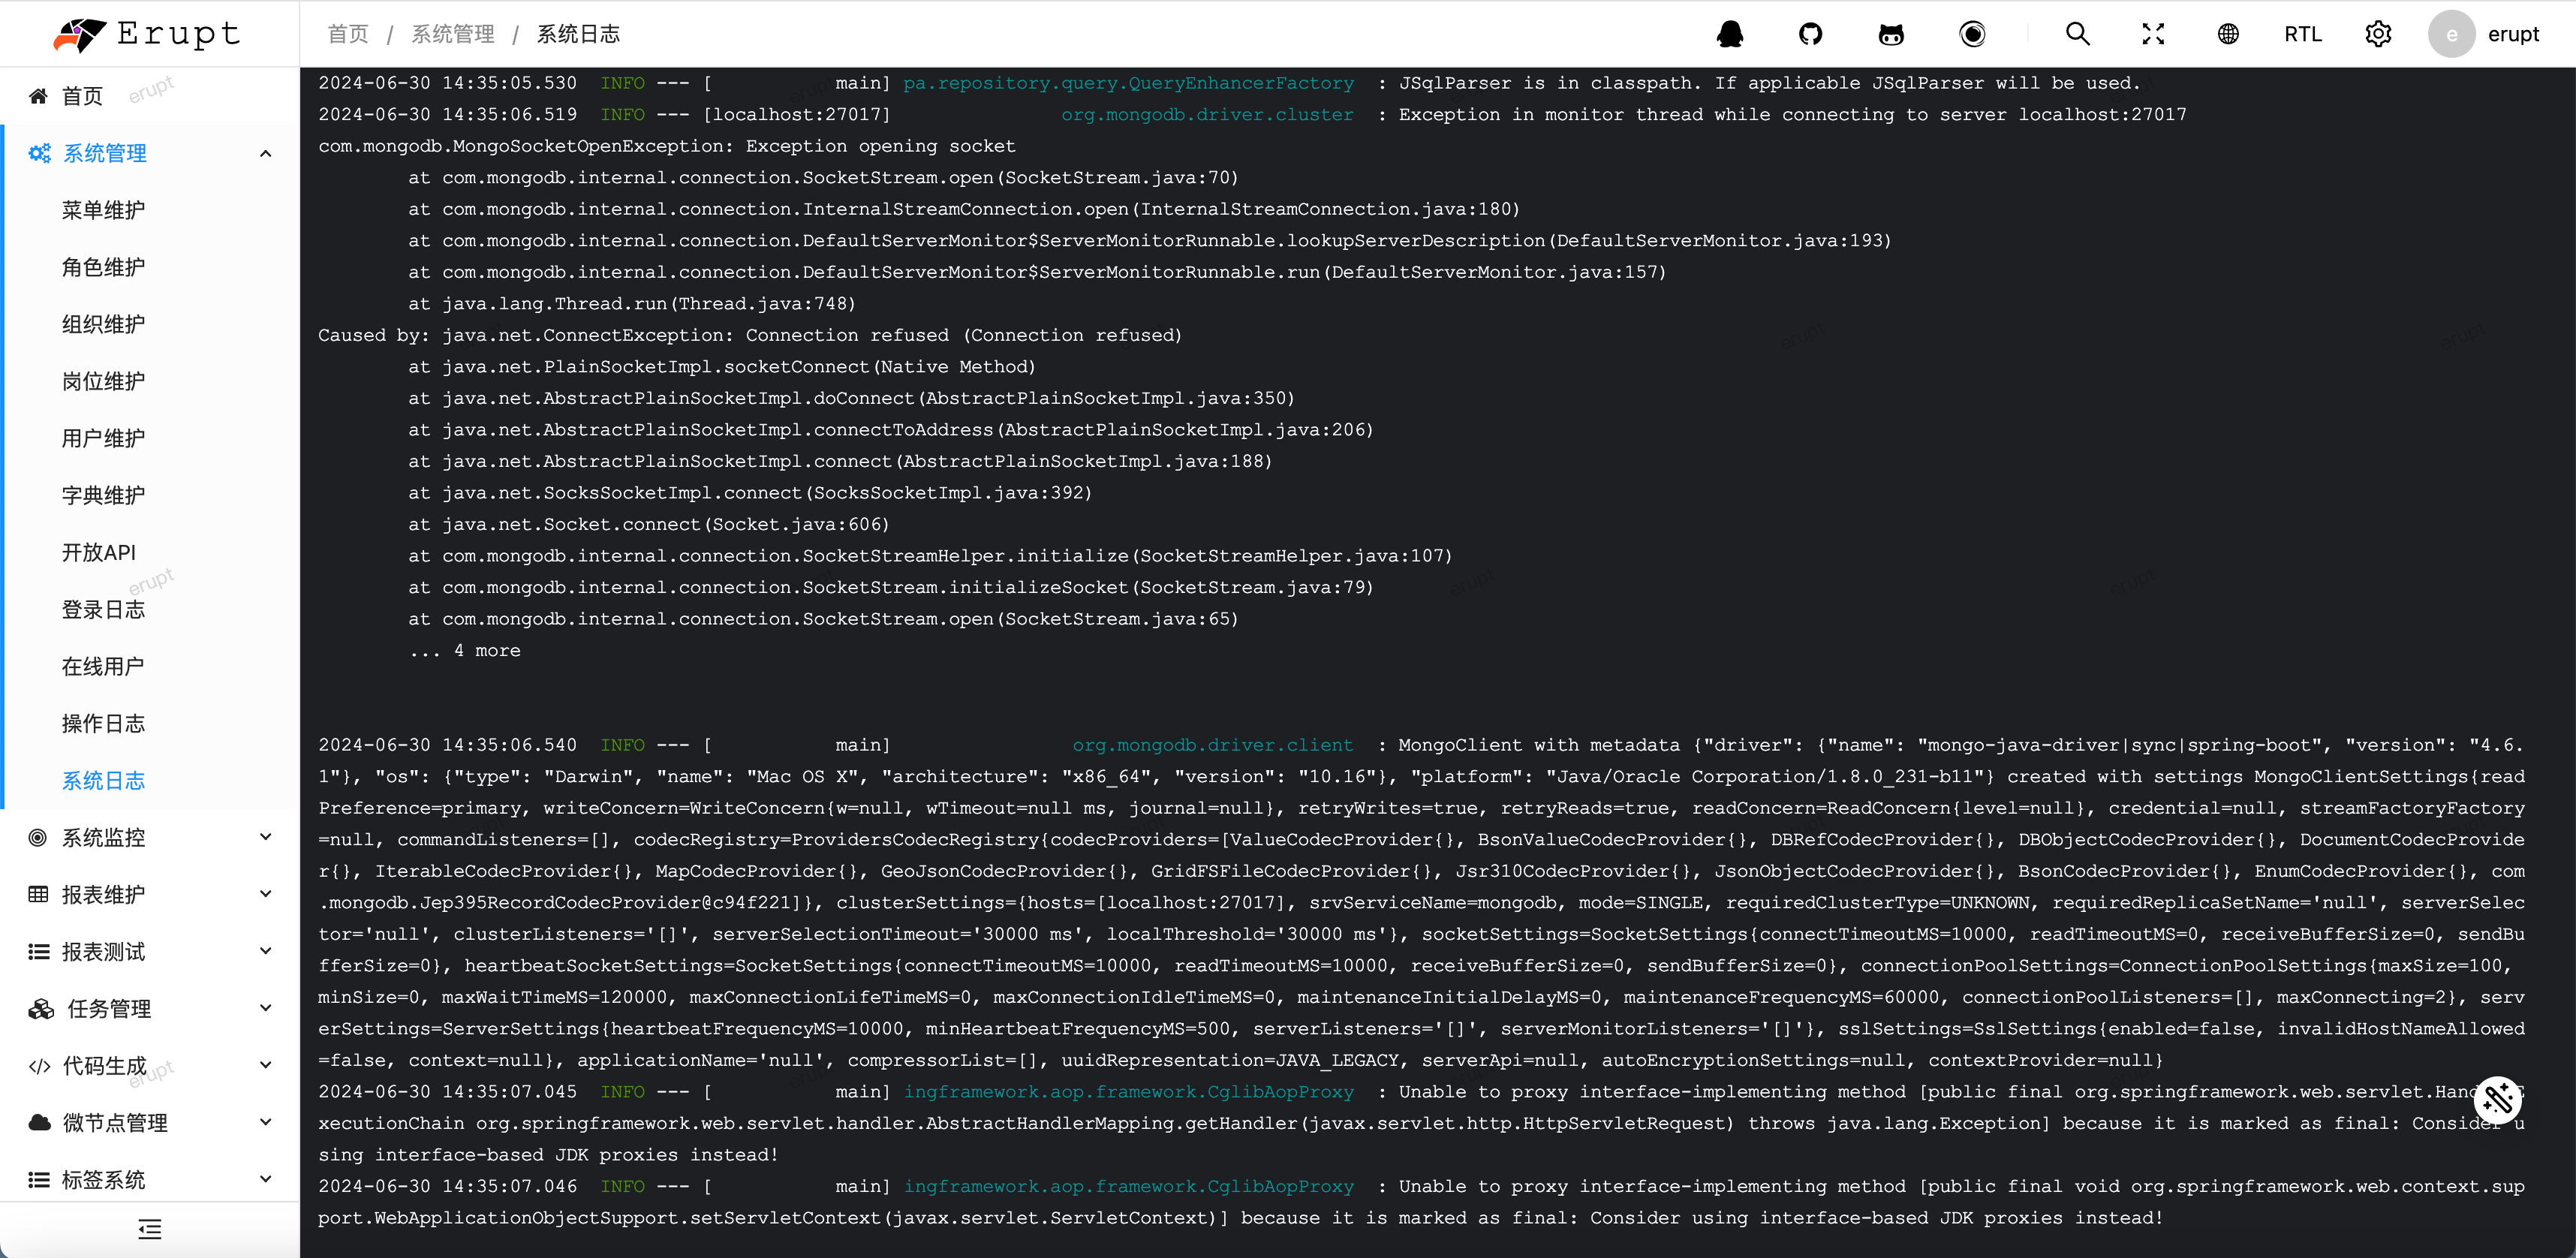 Erupt
首页 / 系统管理 / 系统日志
RTL
e
erupt
首页
系统管理
菜单维护
角色维护
组织维护
岗位维护
用户维护
字典维护
开放API
登录日志
在线用户
操作日志
系统日志
系统监控
报表维护
报表测试
任务管理
代码生成
微节点管理
标签系统
erupt
erupt
erupt
2024-06-30 14:35:05.530  INFO --- [           main] pa.repository.query.QueryEnhancerFactory  : JSqlParser is in classpath. If applicable JSqlParser will be used.
2024-06-30 14:35:06.519  INFO --- [localhost:27017]               org.mongodb.driver.cluster  : Exception in monitor thread while connecting to server localhost:27017
com.mongodb.MongoSocketOpenException: Exception opening socket
        at com.mongodb.internal.connection.SocketStream.open(SocketStream.java:70)
        at com.mongodb.internal.connection.InternalStreamConnection.open(InternalStreamConnection.java:180)
        at com.mongodb.internal.connection.DefaultServerMonitor$ServerMonitorRunnable.lookupServerDescription(DefaultServerMonitor.java:193)
        at com.mongodb.internal.connection.DefaultServerMonitor$ServerMonitorRunnable.run(DefaultServerMonitor.java:157)
        at java.lang.Thread.run(Thread.java:748)
Caused by: java.net.ConnectException: Connection refused (Connection refused)
        at java.net.PlainSocketImpl.socketConnect(Native Method)
        at java.net.AbstractPlainSocketImpl.doConnect(AbstractPlainSocketImpl.java:350)
        at java.net.AbstractPlainSocketImpl.connectToAddress(AbstractPlainSocketImpl.java:206)
        at java.net.AbstractPlainSocketImpl.connect(AbstractPlainSocketImpl.java:188)
        at java.net.SocksSocketImpl.connect(SocksSocketImpl.java:392)
        at java.net.Socket.connect(Socket.java:606)
        at com.mongodb.internal.connection.SocketStreamHelper.initialize(SocketStreamHelper.java:107)
        at com.mongodb.internal.connection.SocketStream.initializeSocket(SocketStream.java:79)
        at com.mongodb.internal.connection.SocketStream.open(SocketStream.java:65)
        ... 4 more
2024-06-30 14:35:06.540  INFO --- [           main]                org.mongodb.driver.client  : MongoClient with metadata {"driver": {"name": "mongo-java-driver|sync|spring-boot", "version": "4.6.
1"}, "os": {"type": "Darwin", "name": "Mac OS X", "architecture": "x86_64", "version": "10.16"}, "platform": "Java/Oracle Corporation/1.8.0_231-b11"} created with settings MongoClientSettings{read
Preference=primary, writeConcern=WriteConcern{w=null, wTimeout=null ms, journal=null}, retryWrites=true, retryReads=true, readConcern=ReadConcern{level=null}, credential=null, streamFactoryFactory
=null, commandListeners=[], codecRegistry=ProvidersCodecRegistry{codecProviders=[ValueCodecProvider{}, BsonValueCodecProvider{}, DBRefCodecProvider{}, DBObjectCodecProvider{}, DocumentCodecProvide
r{}, IterableCodecProvider{}, MapCodecProvider{}, GeoJsonCodecProvider{}, GridFSFileCodecProvider{}, Jsr310CodecProvider{}, JsonObjectCodecProvider{}, BsonCodecProvider{}, EnumCodecProvider{}, com
.mongodb.Jep395RecordCodecProvider@c94f221]}, clusterSettings={hosts=[localhost:27017], srvServiceName=mongodb, mode=SINGLE, requiredClusterType=UNKNOWN, requiredReplicaSetName='null', serverSelec
tor='null', clusterListeners='[]', serverSelectionTimeout='30000 ms', localThreshold='30000 ms'}, socketSettings=SocketSettings{connectTimeoutMS=10000, readTimeoutMS=0, receiveBufferSize=0, sendBu
fferSize=0}, heartbeatSocketSettings=SocketSettings{connectTimeoutMS=10000, readTimeoutMS=10000, receiveBufferSize=0, sendBufferSize=0}, connectionPoolSettings=ConnectionPoolSettings{maxSize=100,
minSize=0, maxWaitTimeMS=120000, maxConnectionLifeTimeMS=0, maxConnectionIdleTimeMS=0, maintenanceInitialDelayMS=0, maintenanceFrequencyMS=60000, connectionPoolListeners=[], maxConnecting=2}, serv
erSettings=ServerSettings{heartbeatFrequencyMS=10000, minHeartbeatFrequencyMS=500, serverListeners='[]', serverMonitorListeners='[]'}, sslSettings=SslSettings{enabled=false, invalidHostNameAllowed
=false, context=null}, applicationName='null', compressorList=[], uuidRepresentation=JAVA_LEGACY, serverApi=null, autoEncryptionSettings=null, contextProvider=null}
2024-06-30 14:35:07.045  INFO --- [           main] ingframework.aop.framework.CglibAopProxy  : Unable to proxy interface-implementing method [public final org.springframework.web.servlet.Hand E
xecutionChain org.springframework.web.servlet.handler.AbstractHandlerMapping.getHandler(javax.servlet.http.HttpServletRequest) throws java.lang.Exception] because it is marked as final: Consider u
sing interface-based JDK proxies instead!
2024-06-30 14:35:07.046  INFO --- [           main] ingframework.aop.framework.CglibAopProxy  : Unable to proxy interface-implementing method [public final void org.springframework.web.context.sup
port.WebApplicationObjectSupport.setServletContext(javax.servlet.ServletContext)] because it is marked as final: Consider using interface-based JDK proxies instead!